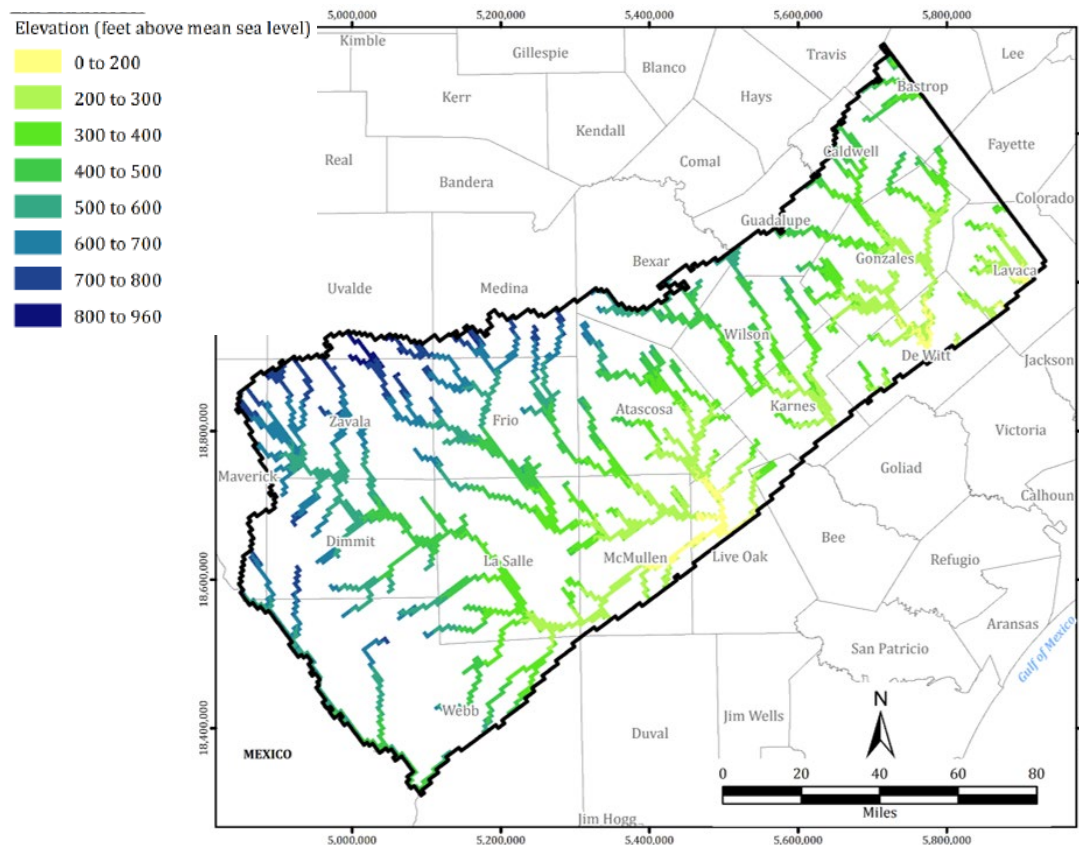 5,000,000 5,200,000 5,400,000 5,600,000 5,800,000
Elevation (feet above mean sea level)
0 to 200
200 to 300
300 to 400
400 to 500
500 to 600
600 to 700
700 to 800
800 to 960
Kimble
Gillespie
Blanco
Travis
Lee
Kerr
Hays
Bastrop
Kendall
Real
Bandera
Comal
Caldwell
Fayette
Colorado
Guadalupe
Gonzales
Lavaca
Bexar
Uvalde
Medina
Wilson
De Witt
Jackson
Zavala
Frio
Atascosa
Karnes
Victoria
Maverick
Goliad
Calhoun
Dimmit
La Salle
McMullen
Live Oak
Bee
Refugio
Aransas
San Patricio
Gulf of Mexico
Webb
Duval
Jim Wells
Jim Hogg
MEXICO
N
0 20 40 60 80
Miles
18,800,000
18,600,000
18,400,000
5,000,000 5,200,000 5,400,000 5,600,000 5,800,000